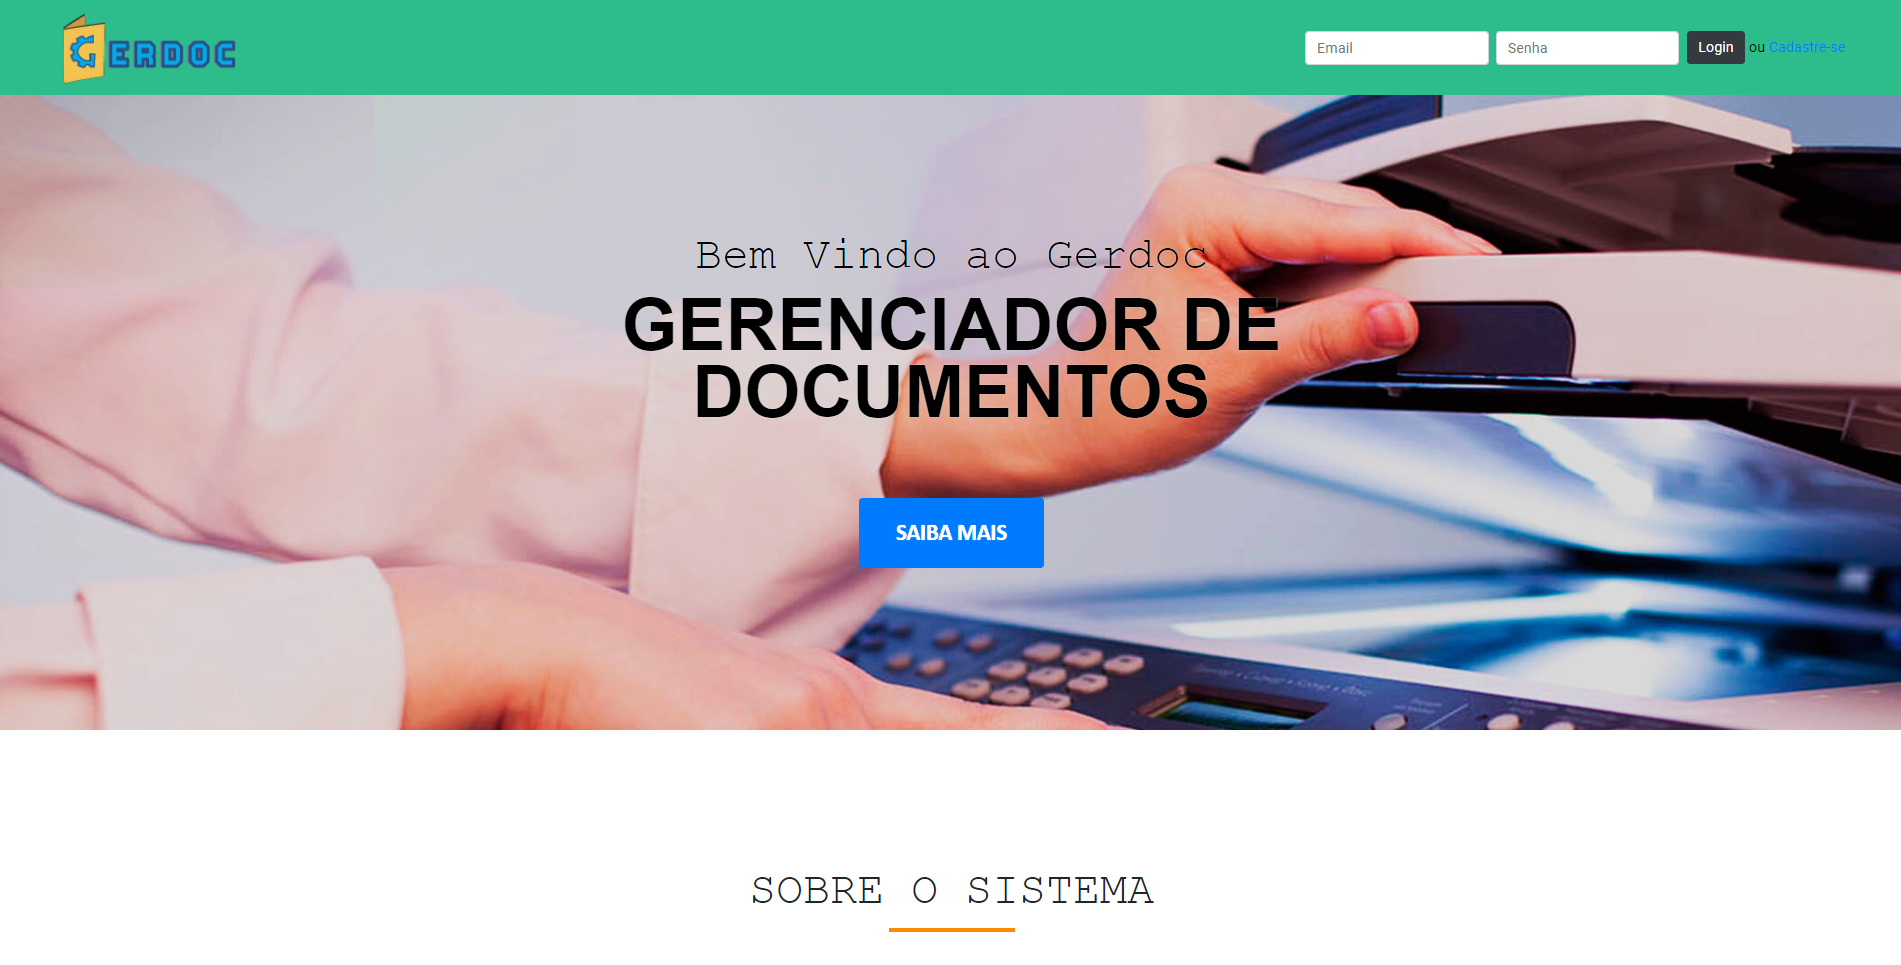 GERDOC
Email
Senha
Login ou Cadastre-se
Bem Vindo ao Gerdoc
GERENCIADOR DE
DOCUMENTOS
SAIBA MAIS
SOBRE O SISTEMA